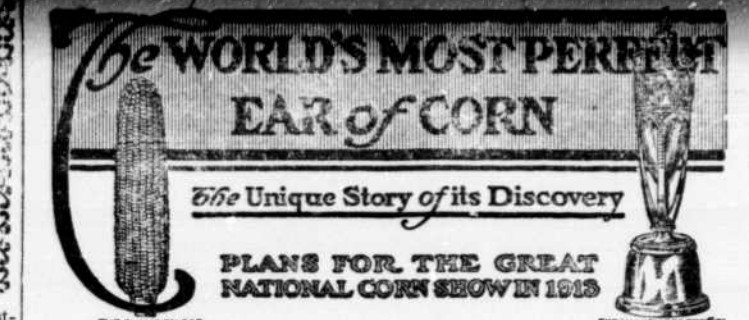 The WORLD'S MOST PERFECT
EAR of CORN
The Unique Story of its Discovery
PLANS FOR THE GREAT
NATIONAL CORN SHOW IN 1913